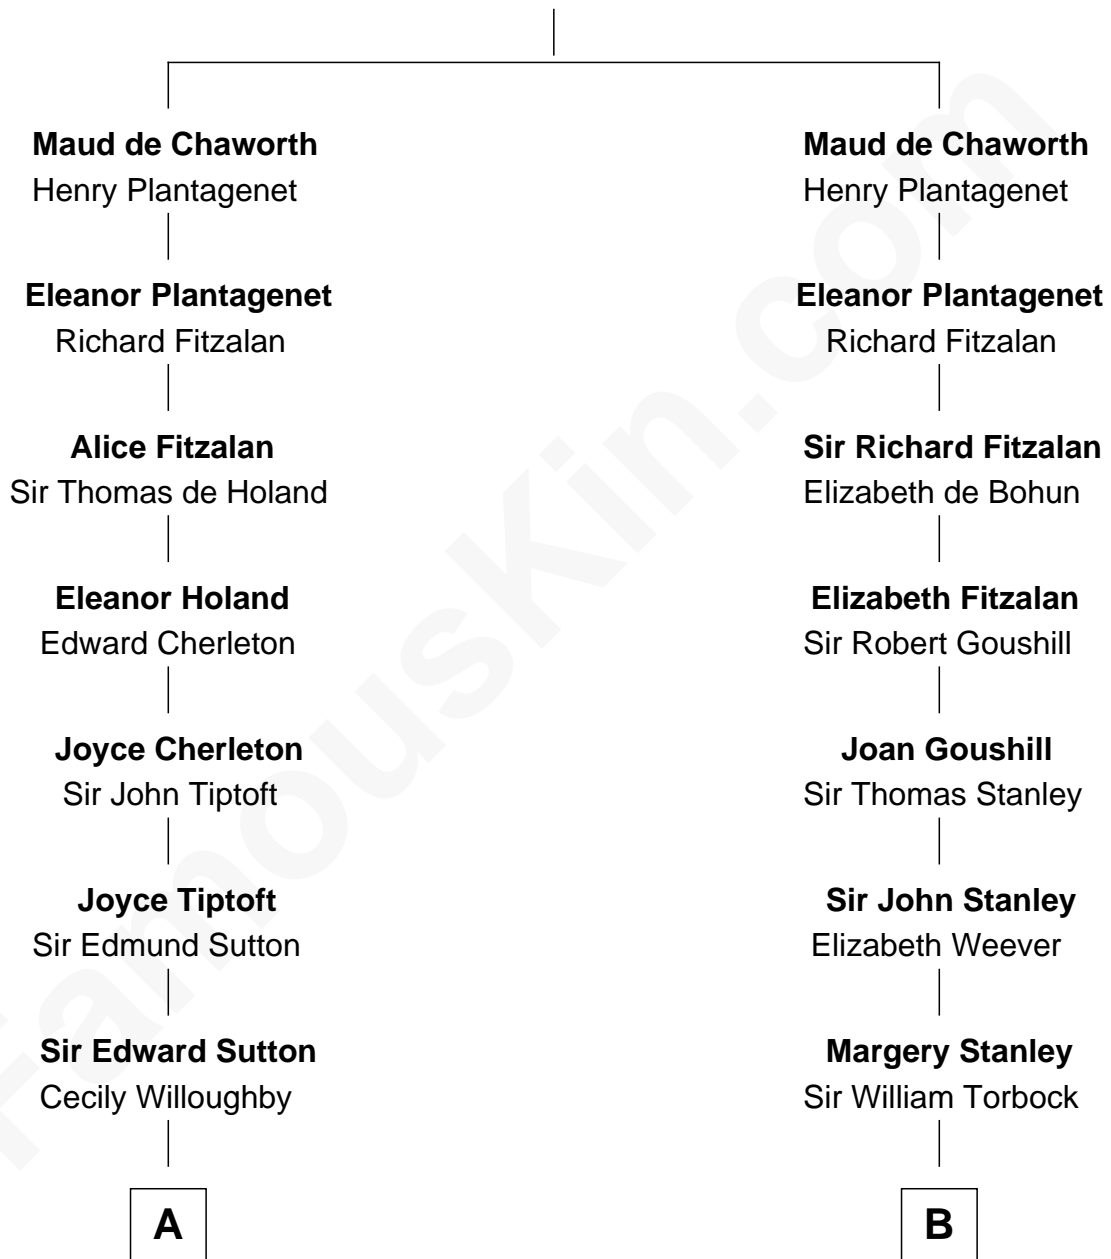 Maud de Chaworth
Henry Plantagenet
Eleanor Plantagenet
Richard Fitzalan
Alice Fitzalan
Sir Thomas de Holand
Eleanor Holand
Edward Cherleton
Joyce Cherleton
Sir John Tiptoft
Joyce Tiptoft
Sir Edmund Sutton
Sir Edward Sutton
Cecily Willoughby
A
Maud de Chaworth
Henry Plantagenet
Eleanor Plantagenet
Richard Fitzalan
Sir Richard Fitzalan
Elizabeth de Bohun
Elizabeth Fitzalan
Sir Robert Goushill
Joan Goushill
Sir Thomas Stanley
Sir John Stanley
Elizabeth Weever
Margery Stanley
Sir William Torbock
B
FamousKin.com